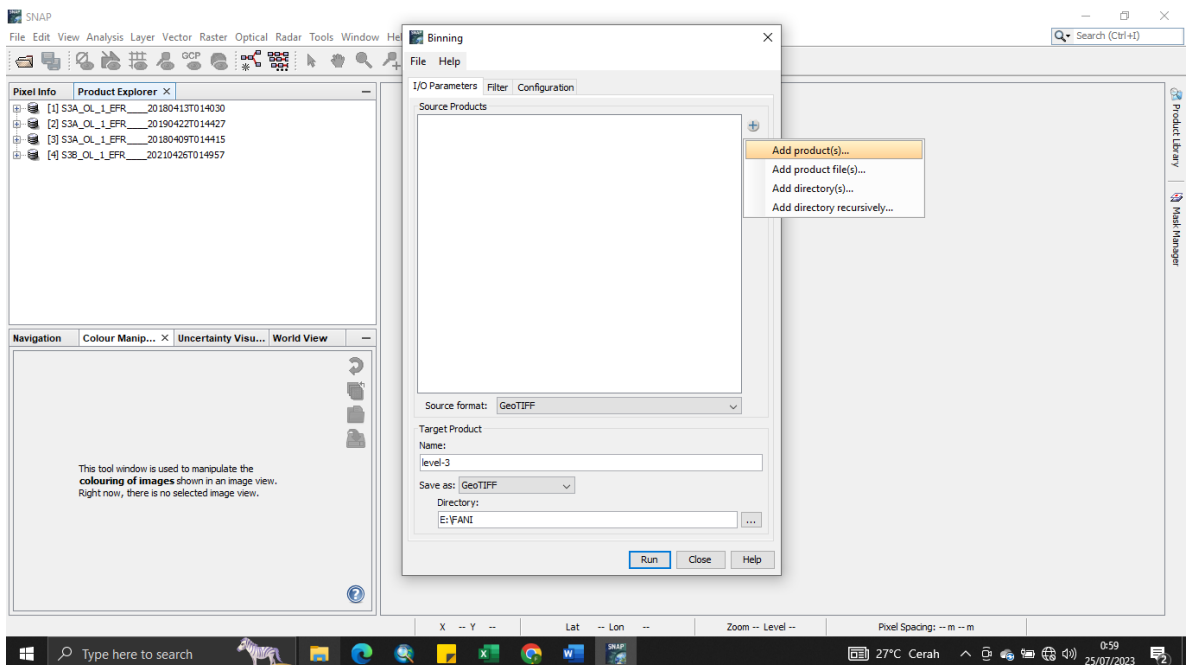 SNAP
File Edit View Analysis Layer Vector Raster Optical Radar Tools Window Hel
Search (Ctrl+I)
GCP
Pixel Info Product Explorer
[1] S3A_OL_1_EFR____20180413T014030
[2] S3A_OL_1_EFR____20190422T014427
[3] S3A_OL_1_EFR____20180409T014415
[4] S3B_OL_1_EFR____20210426T014957
Navigation Colour Manip... Uncertainty Visu... World View
This tool window is used to manipulate the
colouring of images shown in an image view.
Right now, there is no selected image view.
Binning
File Help
I/O Parameters Filter Configuration
Source Products
Add product(s)...
Add product file(s)...
Add directory(s)...
Add directory recursively...
Source format: GeoTIFF
Target Product
Name:
level-3
Save as: GeoTIFF
Directory:
E:\FANI
...
Run Close Help
Product Library
Mask Manager
X -- Y -- Lat -- Lon -- Zoom -- Level -- Pixel Spacing: -- m -- m
Type here to search
SNAP
27°C Cerah
0:59
25/07/2023
2